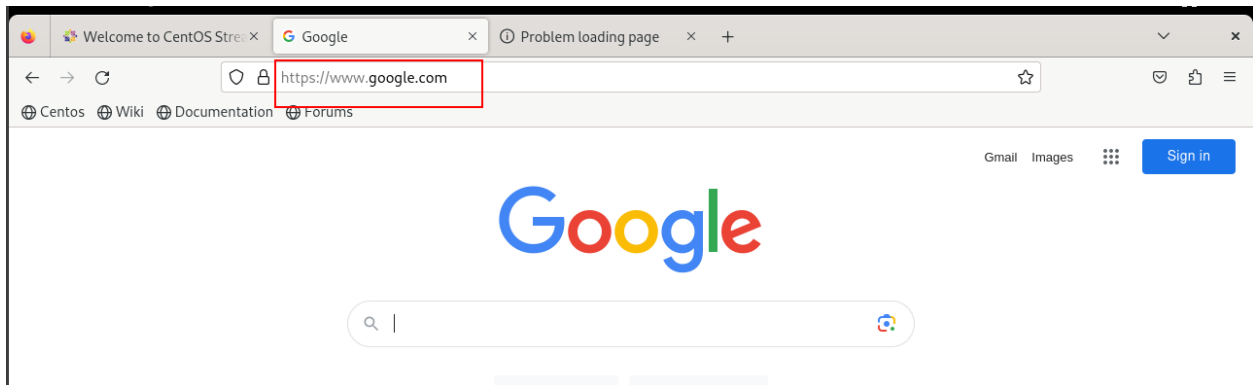 Welcome to CentOS Strea
Google
Problem loading page
https://www.google.com
Centos Wiki Documentation Forums
Gmail Images Sign in
Google